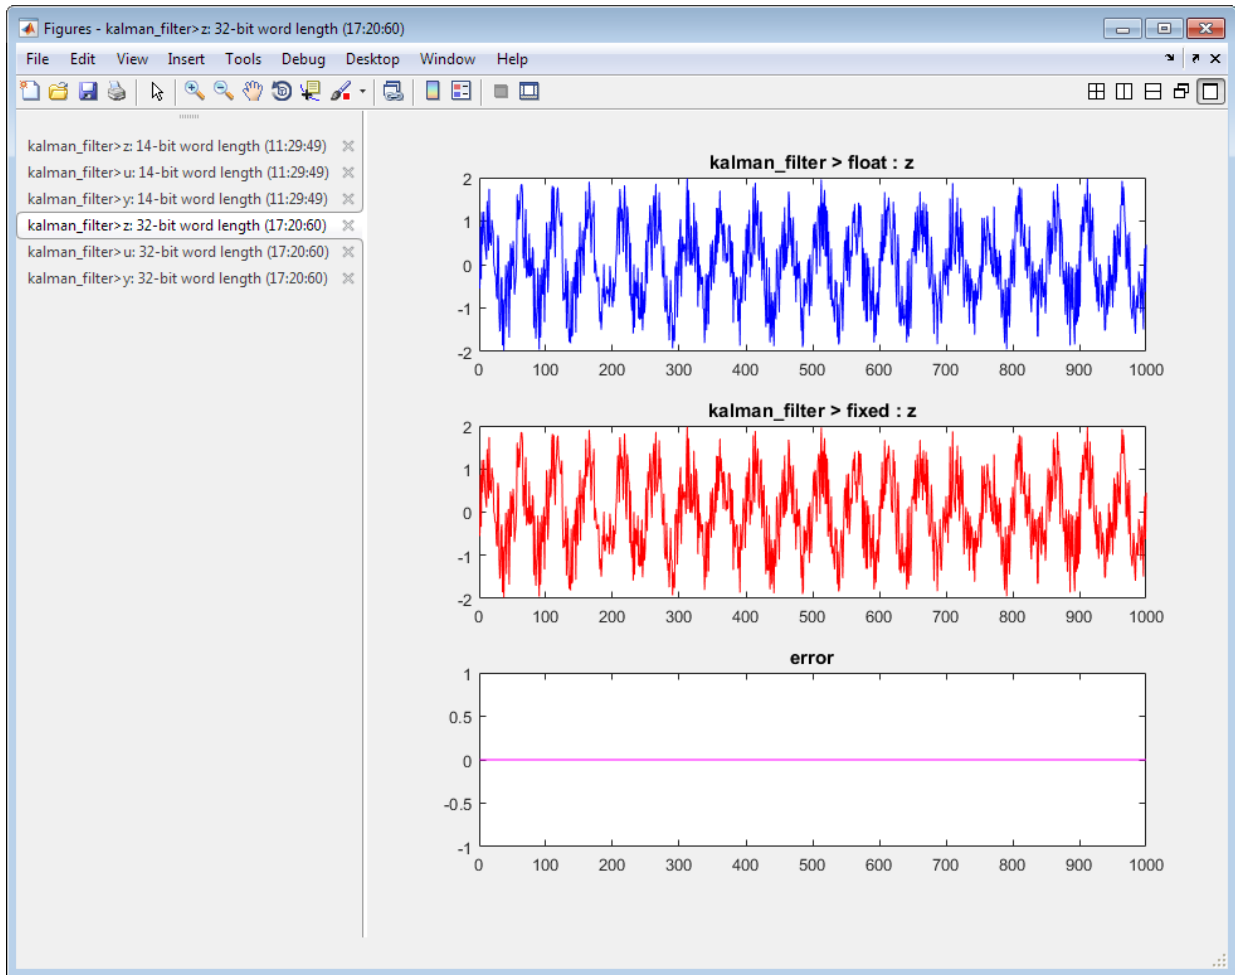 Figures - kalman_filter>z: 32-bit word length (17:20:60)
File Edit View Insert Tools Debug Desktop Window Help
kalman_filter>z: 14-bit word length (11:29:49)
kalman_filter>u: 14-bit word length (11:29:49)
kalman_filter>y: 14-bit word length (11:29:49)
kalman_filter>z: 32-bit word length (17:20:60)
kalman_filter>u: 32-bit word length (17:20:60)
kalman_filter>y: 32-bit word length (17:20:60)
kalman_filter > float : z
2
1
0
-1
-2
0 100 200 300 400 500 600 700 800 900 1000
kalman_filter > fixed : z
2
1
0
-1
-2
0 100 200 300 400 500 600 700 800 900 1000
error
1
0.5
0
-0.5
-1
0 100 200 300 400 500 600 700 800 900 1000